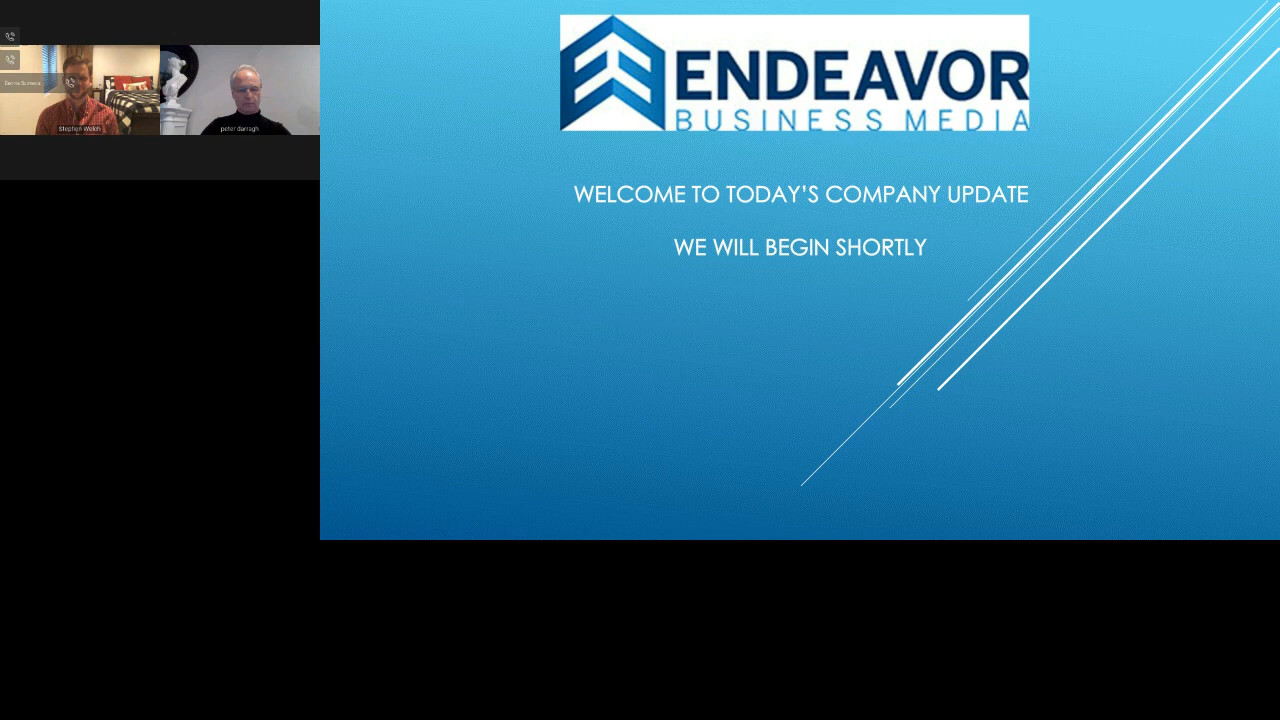 ENDEAVOR
BUSINESS MEDIA
WELCOME TO TODAY'S COMPANY UPDATE
WE WILL BEGIN SHORTLY
Stephen Welch
peter darragh